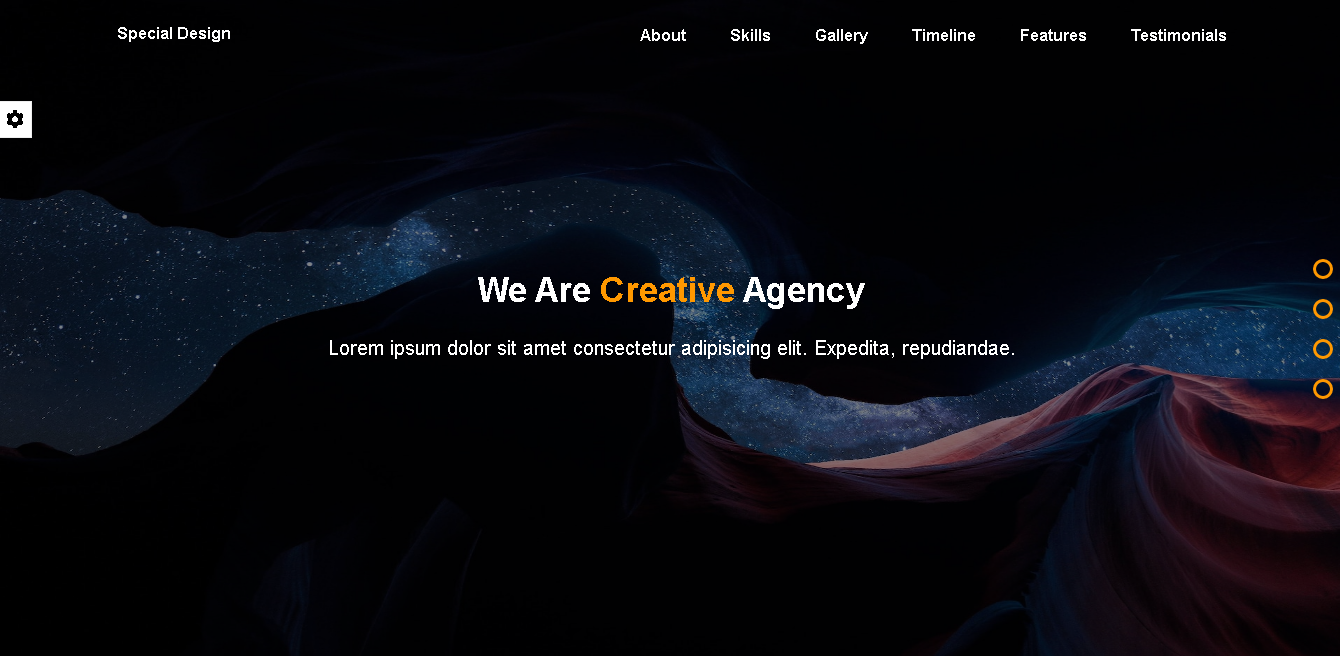 Special Design
About Skills Gallery Timeline Features Testimonials
We Are Creative Agency
Lorem ipsum dolor sit amet consectetur adipisicing elit. Expedita, repudiandae.